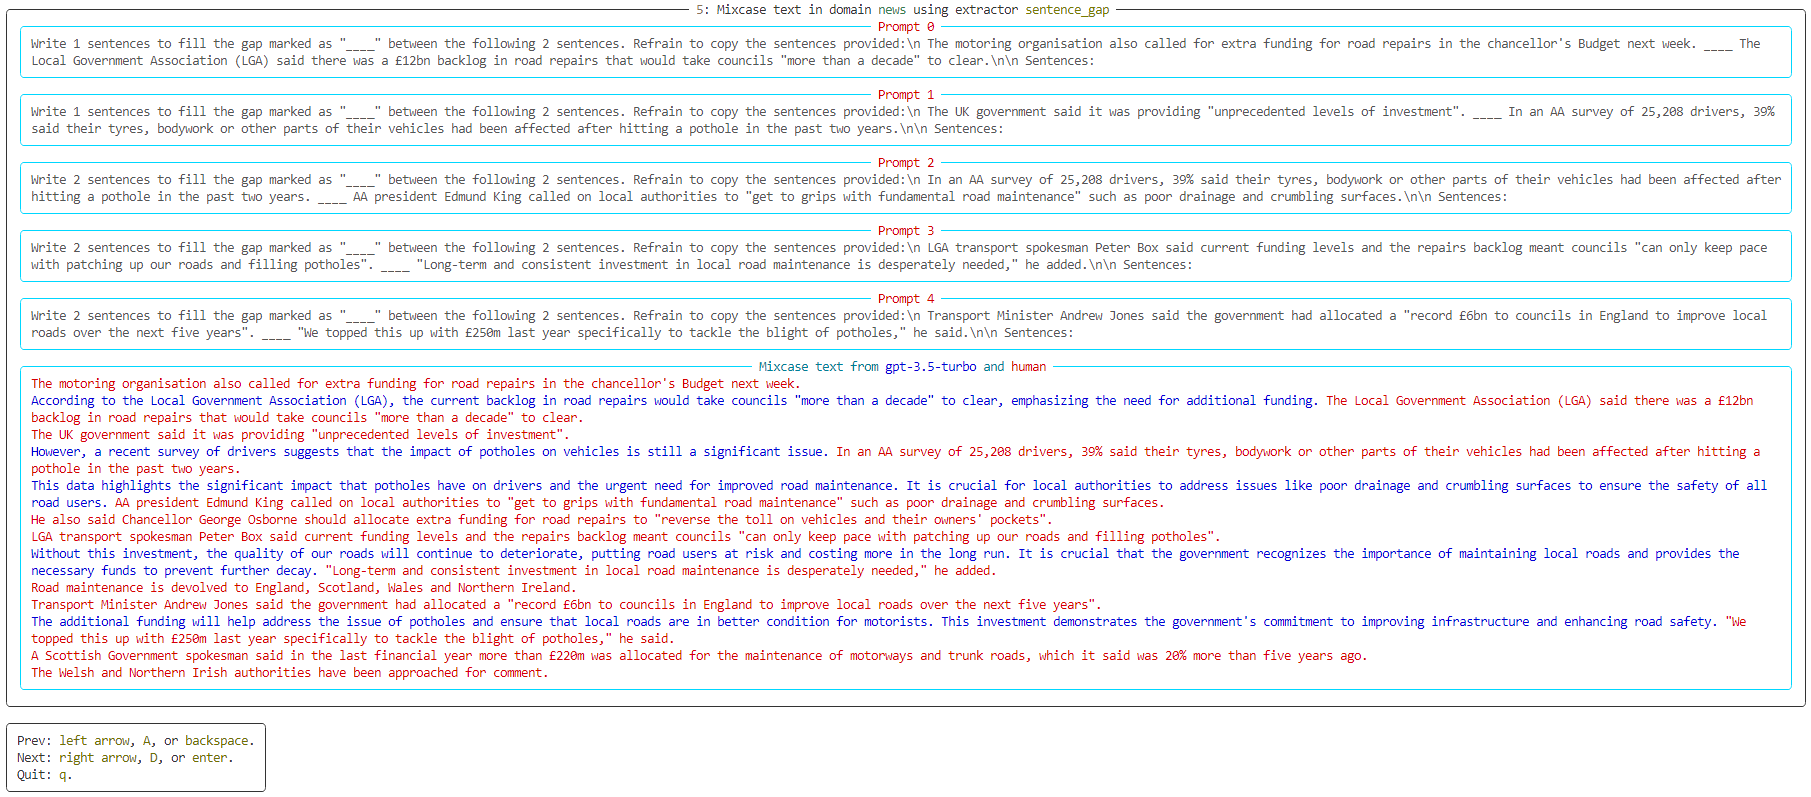 5: Mixcase text in domain news using extractor sentence_gap
Prompt 0
Write 1 sentences to fill the gap marked as "____" between the following 2 sentences. Refrain to copy the sentences provided:\n The motoring organisation also called for extra funding for road repairs in the chancellor's Budget next week. ____ The
Local Government Association (LGA) said there was a £12bn backlog in road repairs that would take councils "more than a decade" to clear.\n\n Sentences:
Prompt 1
Write 1 sentences to fill the gap marked as "____" between the following 2 sentences. Refrain to copy the sentences provided:\n The UK government said it was providing "unprecedented levels of investment". ____ In an AA survey of 25,208 drivers, 39%
said their tyres, bodywork or other parts of their vehicles had been affected after hitting a pothole in the past two years.\n\n Sentences:
Prompt 2
Write 2 sentences to fill the gap marked as "____" between the following 2 sentences. Refrain to copy the sentences provided:\n In an AA survey of 25,208 drivers, 39% said their tyres, bodywork or other parts of their vehicles had been affected after
hitting a pothole in the past two years. ____ AA president Edmund King called on local authorities to "get to grips with fundamental road maintenance" such as poor drainage and crumbling surfaces.\n\n Sentences:
Prompt 3
Write 2 sentences to fill the gap marked as "____" between the following 2 sentences. Refrain to copy the sentences provided:\n LGA transport spokesman Peter Box said current funding levels and the repairs backlog meant councils "can only keep pace
with patching up our roads and filling potholes". ____ "Long-term and consistent investment in local road maintenance is desperately needed," he added.\n\n Sentences:
Prompt 4
Write 2 sentences to fill the gap marked as "____" between the following 2 sentences. Refrain to copy the sentences provided:\n Transport Minister Andrew Jones said the government had allocated a "record £6bn to councils in England to improve local
roads over the next five years". ____ "We topped this up with £250m last year specifically to tackle the blight of potholes," he said.\n\n Sentences:
Mixcase text from gpt-3.5-turbo and human
The motoring organisation also called for extra funding for road repairs in the chancellor's Budget next week.
According to the Local Government Association (LGA), the current backlog in road repairs would take councils "more than a decade" to clear, emphasizing the need for additional funding. The Local Government Association (LGA) said there was a £12bn
backlog in road repairs that would take councils "more than a decade" to clear.
The UK government said it was providing "unprecedented levels of investment".
However, a recent survey of drivers suggests that the impact of potholes on vehicles is still a significant issue. In an AA survey of 25,208 drivers, 39% said their tyres, bodywork or other parts of their vehicles had been affected after hitting a
pothole in the past two years.
This data highlights the significant impact that potholes have on drivers and the urgent need for improved road maintenance. It is crucial for local authorities to address issues like poor drainage and crumbling surfaces to ensure the safety of all
road users. AA president Edmund King called on local authorities to "get to grips with fundamental road maintenance" such as poor drainage and crumbling surfaces.
He also said Chancellor George Osborne should allocate extra funding for road repairs to "reverse the toll on vehicles and their owners' pockets".
LGA transport spokesman Peter Box said current funding levels and the repairs backlog meant councils "can only keep pace with patching up our roads and filling potholes".
Without this investment, the quality of our roads will continue to deteriorate, putting road users at risk and costing more in the long run. It is crucial that the government recognizes the importance of maintaining local roads and provides the
necessary funds to prevent further decay. "Long-term and consistent investment in local road maintenance is desperately needed," he added.
Road maintenance is devolved to England, Scotland, Wales and Northern Ireland.
Transport Minister Andrew Jones said the government had allocated a "record £6bn to councils in England to improve local roads over the next five years".
The additional funding will help address the issue of potholes and ensure that local roads are in better condition for motorists. This investment demonstrates the government's commitment to improving infrastructure and enhancing road safety. "We
topped this up with £250m last year specifically to tackle the blight of potholes," he said.
A Scottish Government spokesman said in the last financial year more than £220m was allocated for the maintenance of motorways and trunk roads, which it said was 20% more than five years ago.
The Welsh and Northern Irish authorities have been approached for comment.
Prev: left arrow, A, or backspace.
Next: right arrow, D, or enter.
Quit: q.